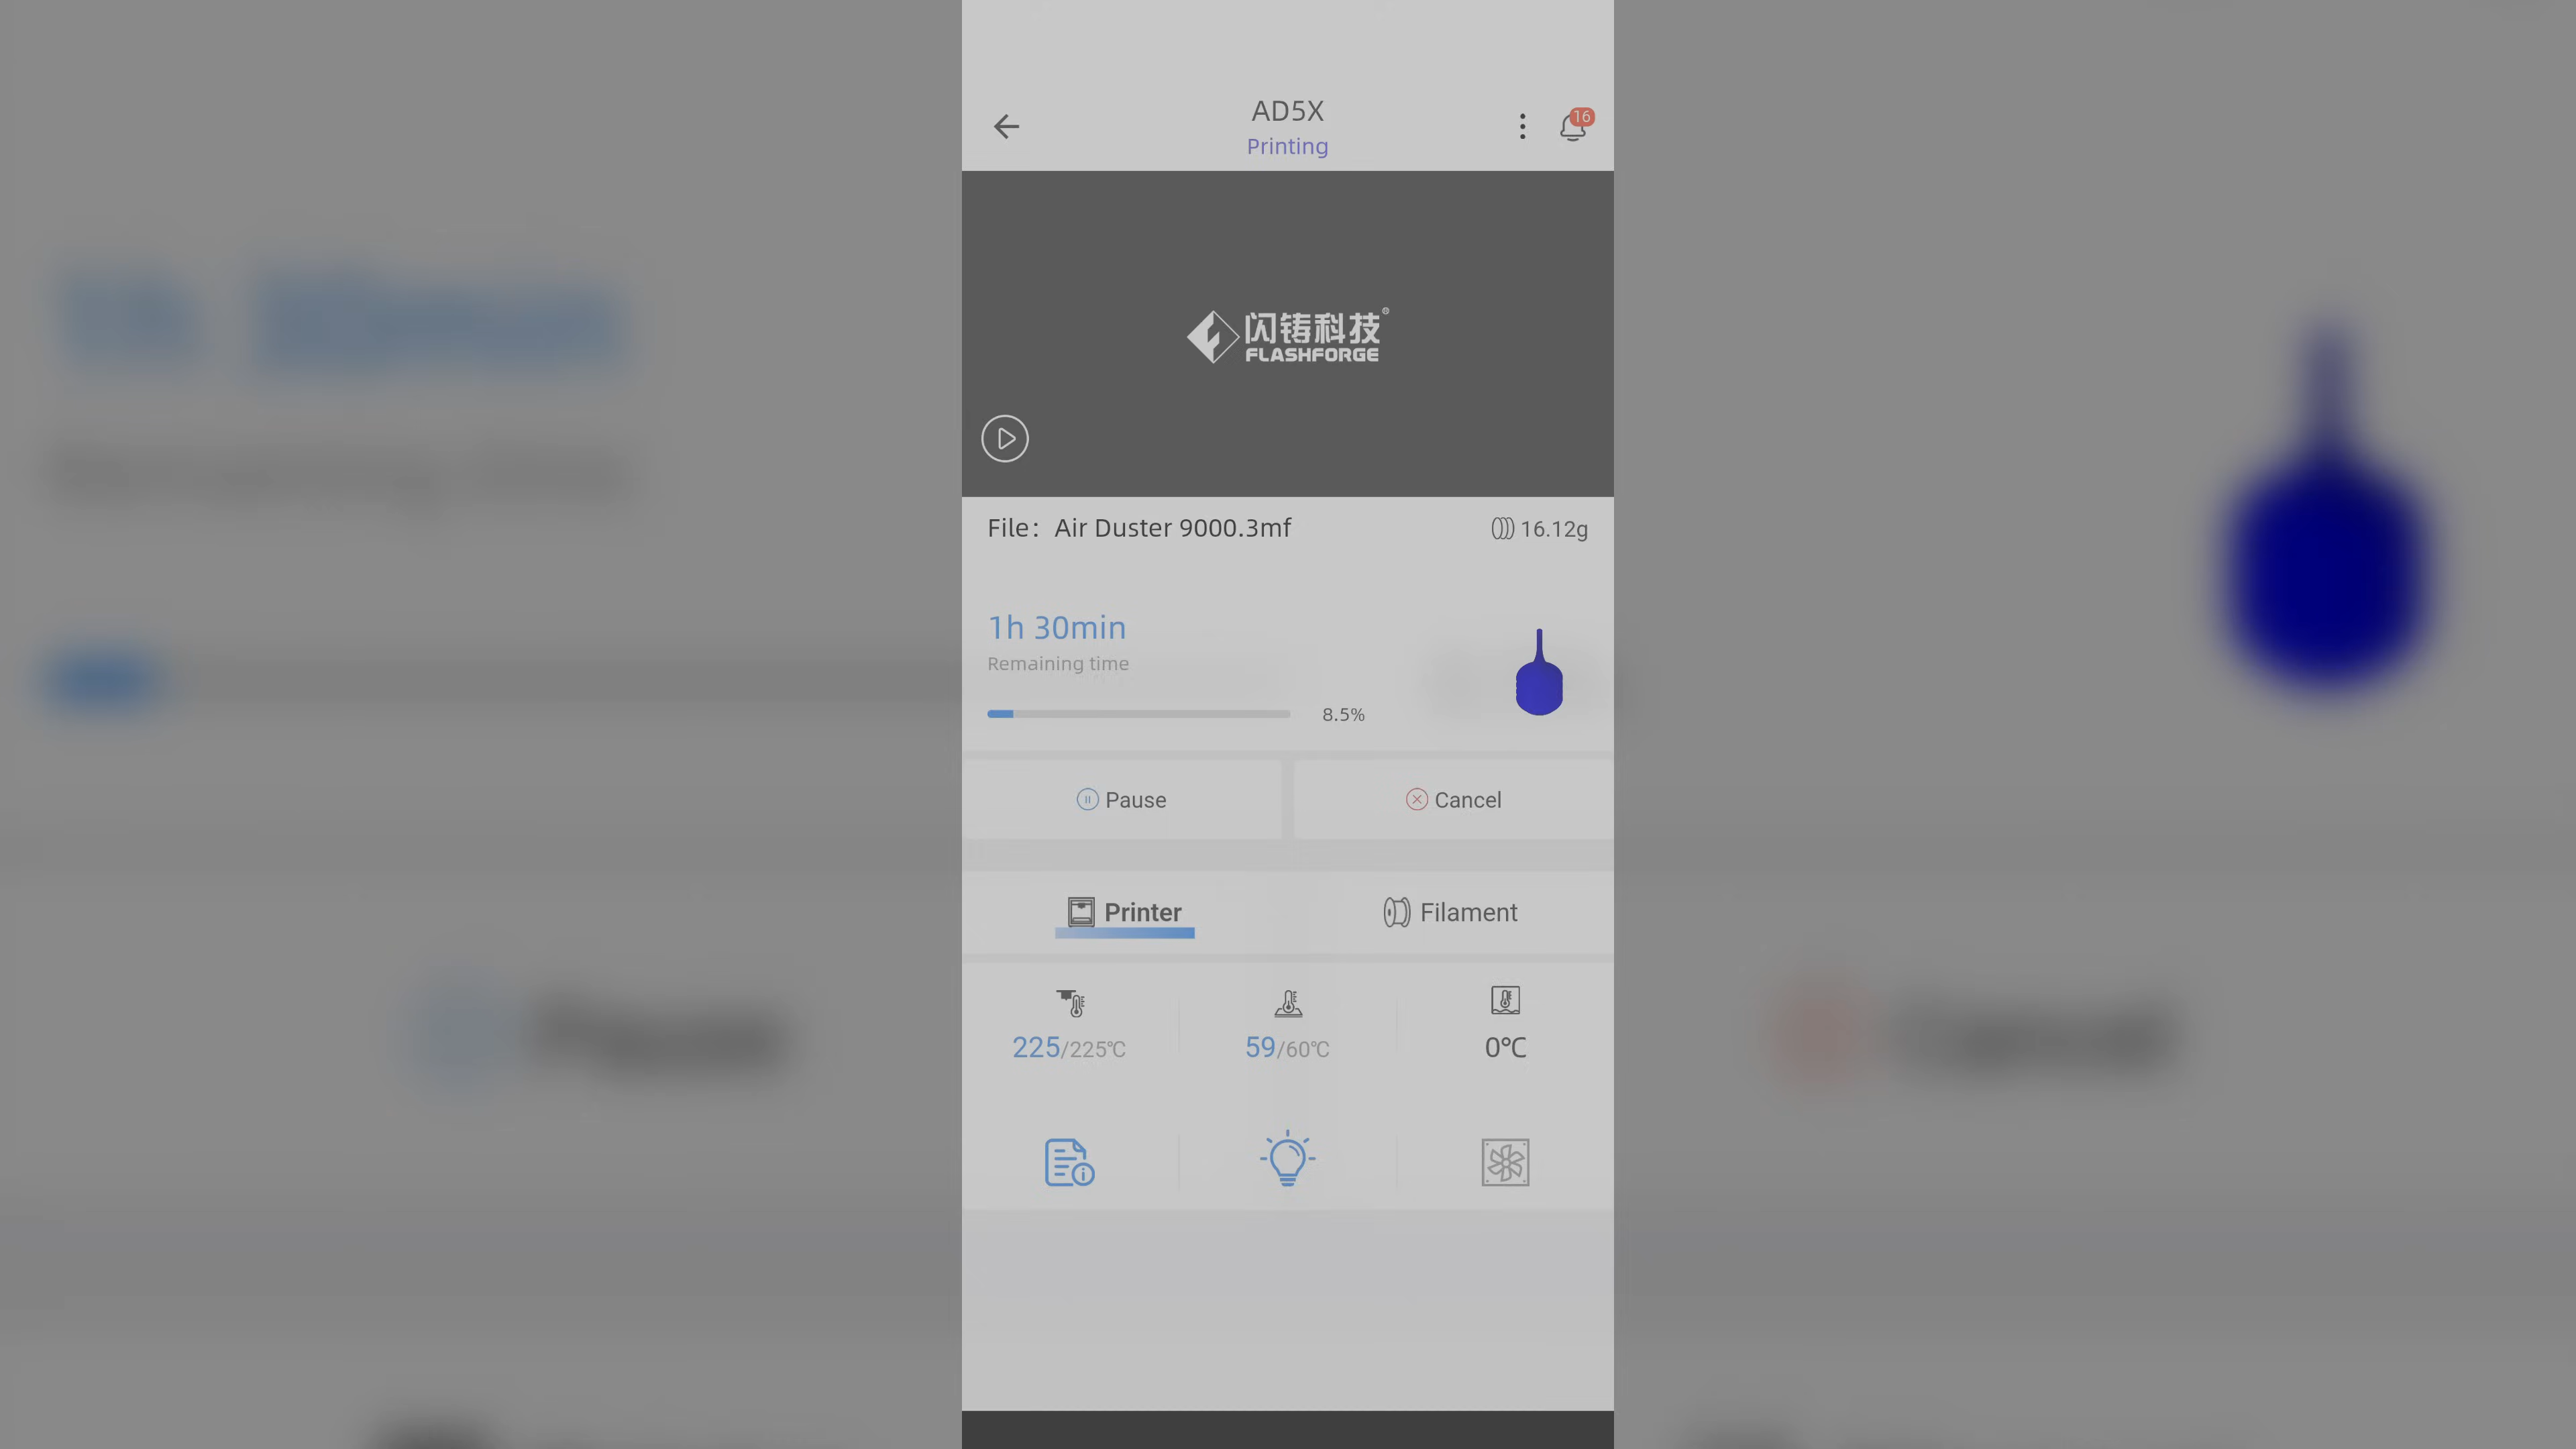 AD5X
Printing
16
闪铸科技®
FLASHFORGE
File: Air Duster 9000.3mf
16.12g
1h 30min
Remaining time
8.5%
Pause
Cancel
Printer
Filament
225/225℃
59/60℃
0℃